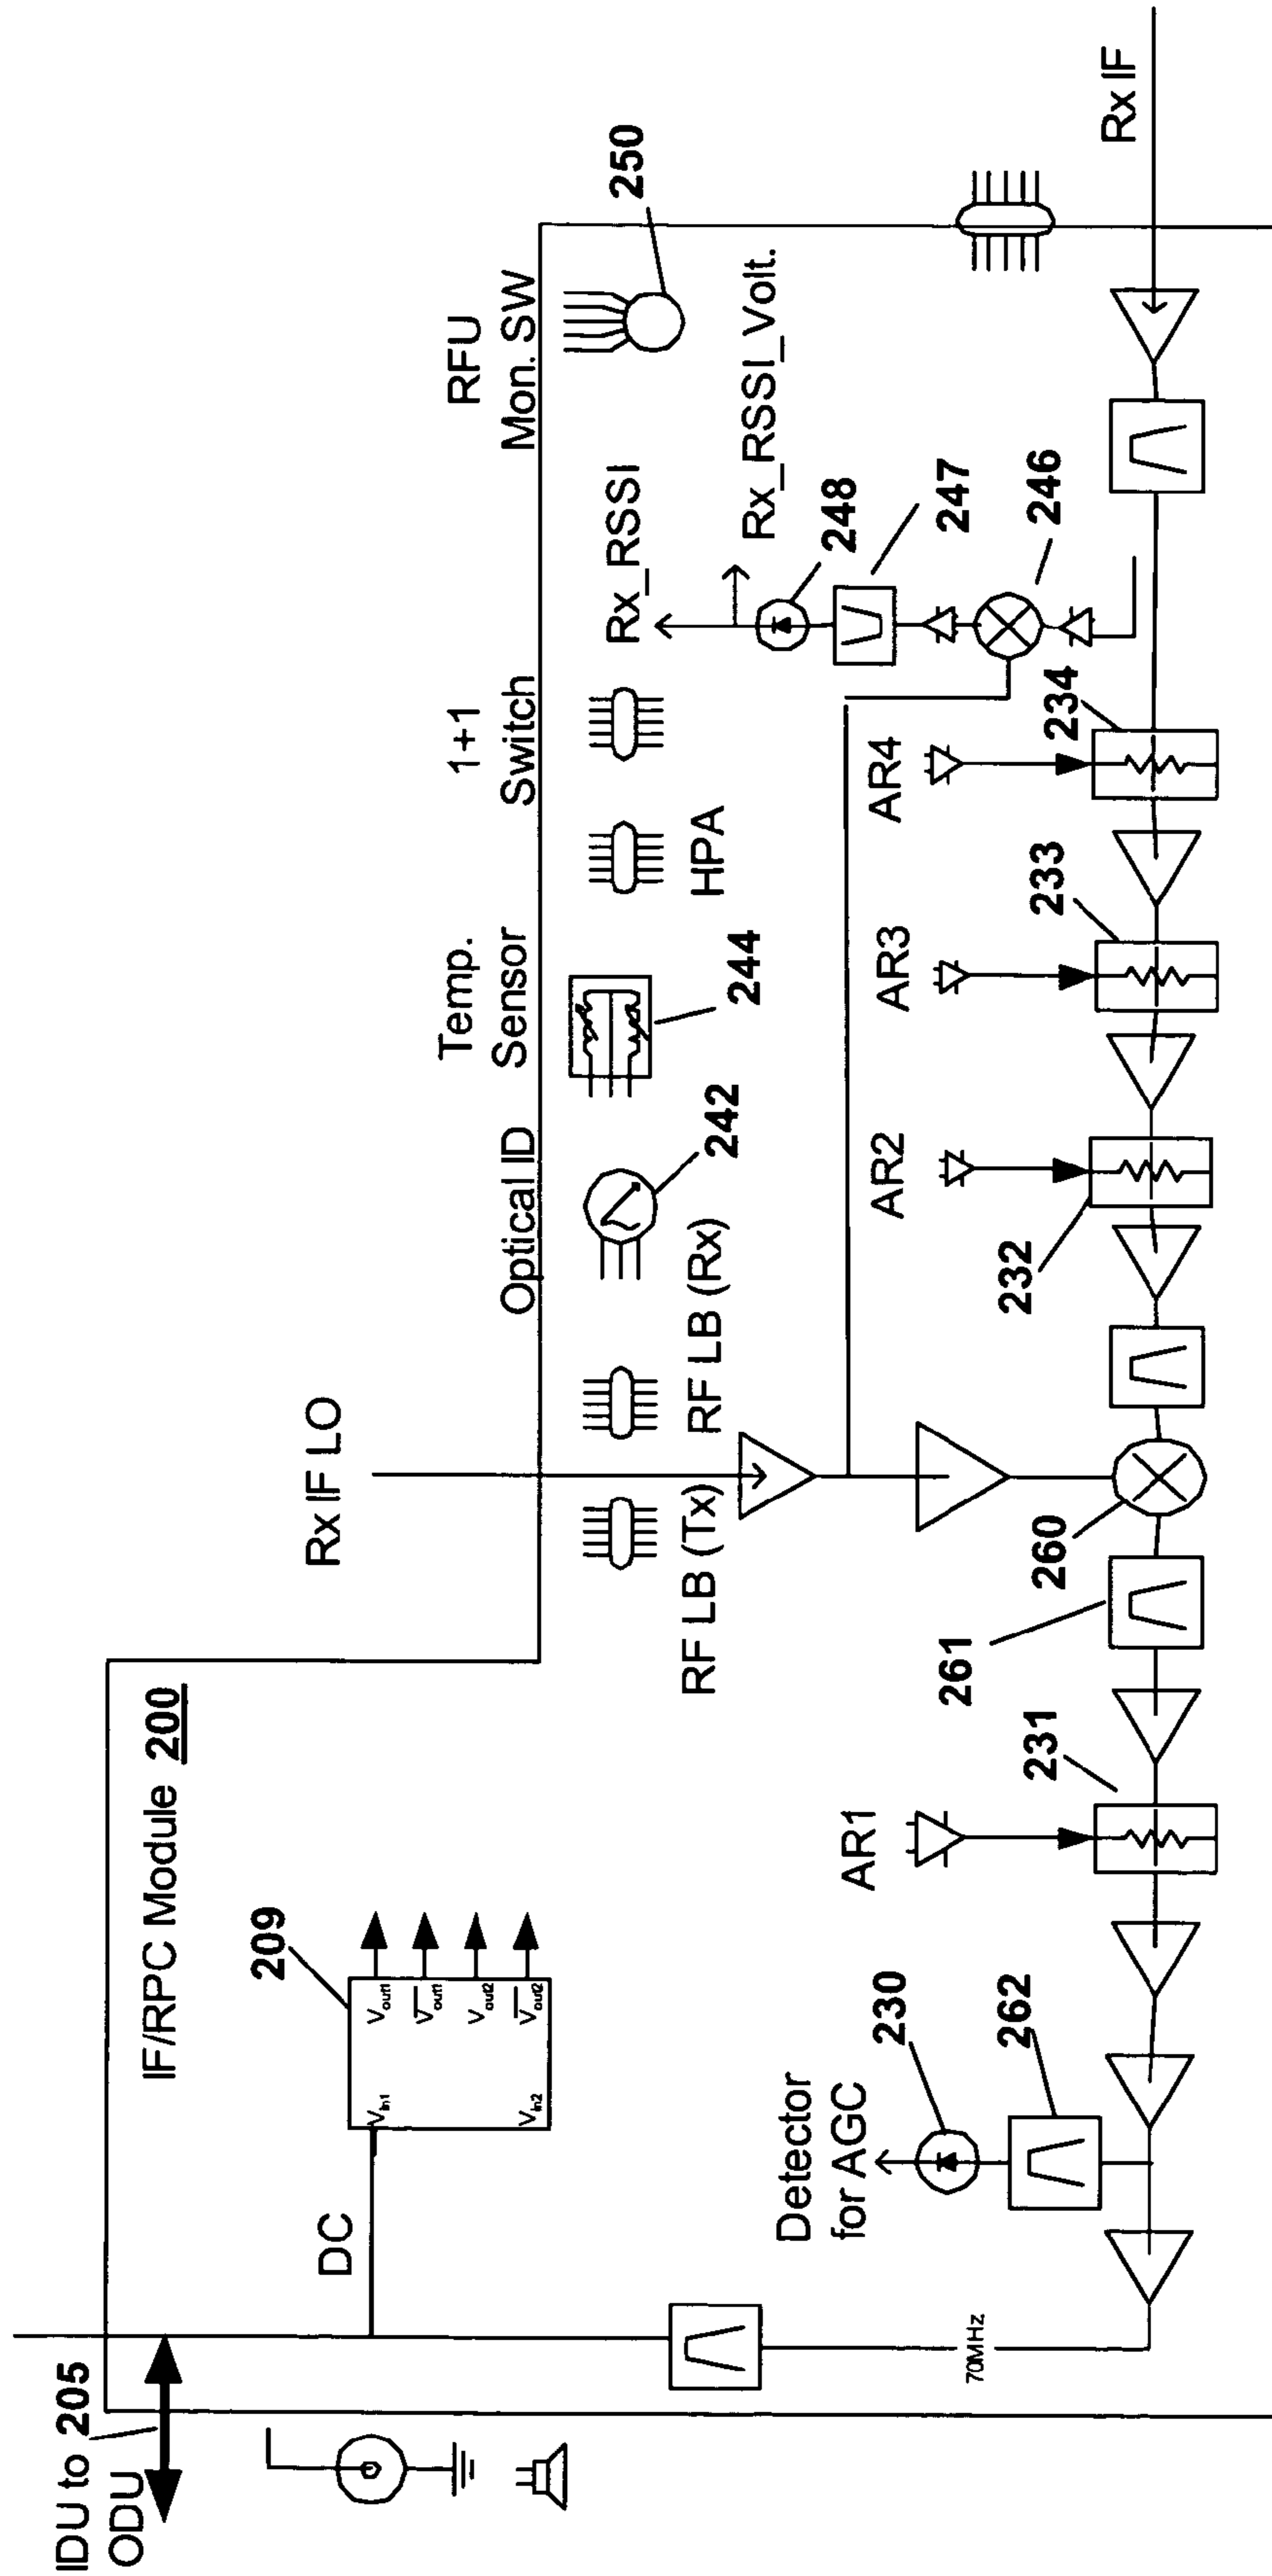 IDU to 205
ODU
IF/RPC Module 200
DC
209
Vin1
Vin2
Vout1
Vout1
Vout2
Vout2
Rx IF LO
Optical ID
Temp.
Sensor
1+1
Switch
RFU
Mon. SW
RF LB (Tx)
RF LB (Rx)
242
244
HPA
Rx_RSSI
250
Rx_RSSI_Volt.
248
247
246
Detector
for AGC
230
262
AR1
231
261
260
AR2
232
AR3
233
AR4
234
Rx IF
70MHz